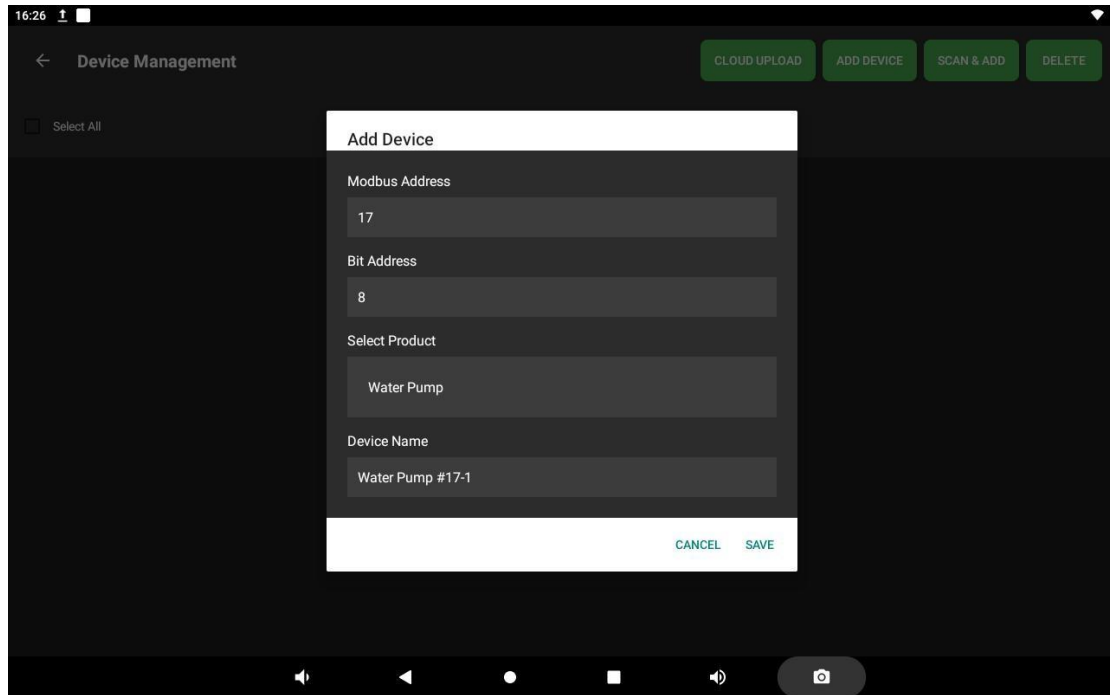 16:26
Device Management
CLOUD UPLOAD
ADD DEVICE
SCAN & ADD
DELETE
Select All
Add Device
Modbus Address
17
Bit Address
8
Select Product
Water Pump
Device Name
Water Pump #17-1
CANCEL
SAVE